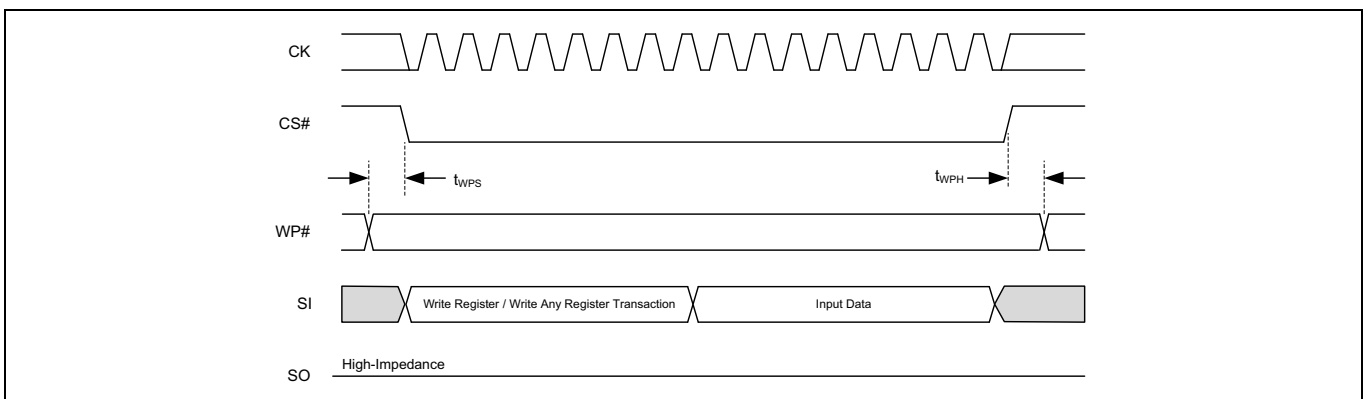 CK
CS#
tWPS
tWPH
WP#
SI
Write Register / Write Any Register Transaction
Input Data
High-Impedance
SO